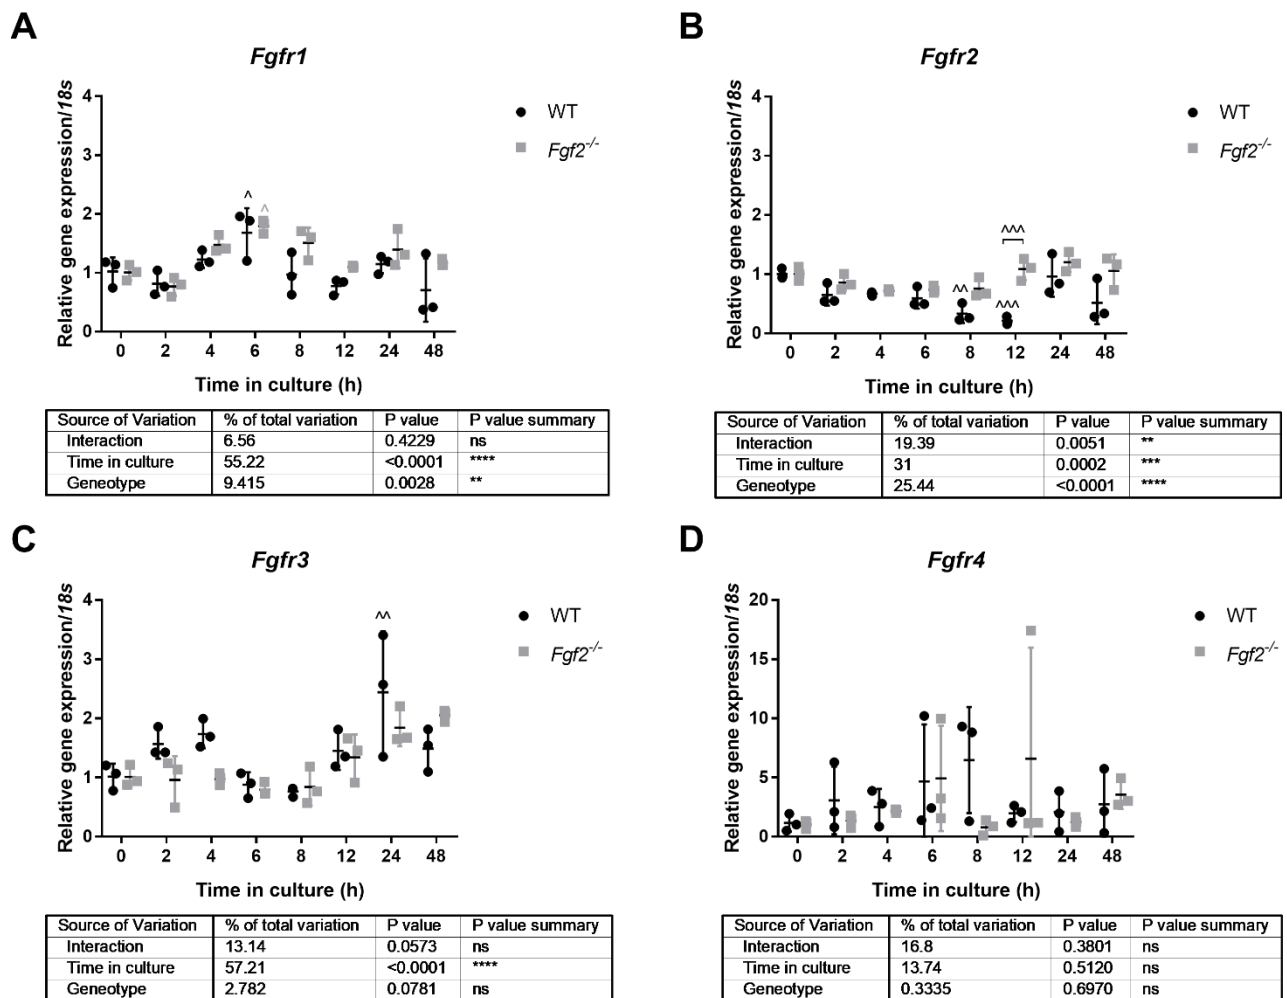 A
Fgfr1
Relative gene expression/18s
4
3
2
1
0
^
^
WT
Fgf2-/-
0 2 4 6 8 12 24 48
Time in culture (h)
Source of Variation % of total variation P value P value summary
Interaction 6.56 0.4229 ns
Time in culture 55.22 <0.0001 ****
Geneotype 9.415 0.0028 **
B
Fgfr2
Relative gene expression/18s
4
3
2
1
0
^^^
^^
^^^
WT
Fgf2-/-
0 2 4 6 8 12 24 48
Time in culture (h)
Source of Variation % of total variation P value P value summary
Interaction 19.39 0.0051 **
Time in culture 31 0.0002 ***
Geneotype 25.44 <0.0001 ****
C
Fgfr3
Relative gene expression/18s
4
3
2
1
0
^^
WT
Fgf2-/-
0 2 4 6 8 12 24 48
Time in culture (h)
Source of Variation % of total variation P value P value summary
Interaction 13.14 0.0573 ns
Time in culture 57.21 <0.0001 ****
Geneotype 2.782 0.0781 ns
D
Fgfr4
Relative gene expression/18s
20
15
10
5
0
WT
Fgf2-/-
0 2 4 6 8 12 24 48
Time in culture (h)
Source of Variation % of total variation P value P value summary
Interaction 16.8 0.3801 ns
Time in culture 13.74 0.5120 ns
Geneotype 0.3335 0.6970 ns